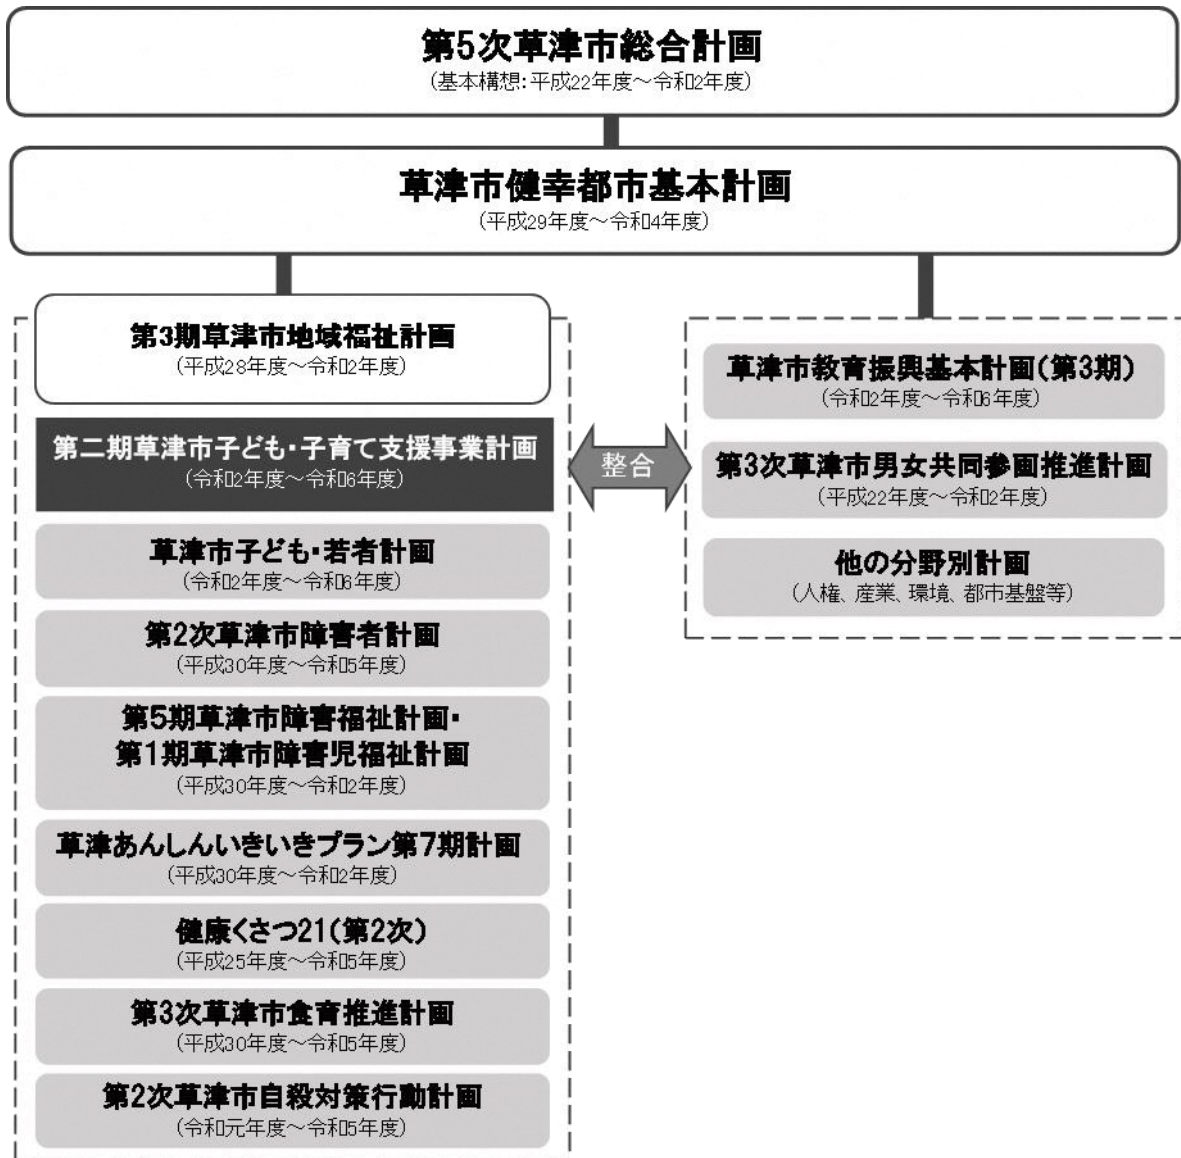 第5次草津市総合計画
(基本構想:平成22年度～令和2年度)
草津市健幸都市基本計画
(平成29年度～令和4年度)
第3期草津市地域福祉計画
(平成28年度～令和2年度)
第二期草津市子ども・子育て支援事業計画
(令和2年度～令和6年度)
草津市子ども・若者計画
(令和2年度～令和6年度)
第2次草津市障害者計画
(平成30年度～令和5年度)
第5期草津市障害福祉計画・
第1期草津市障害児福祉計画
(平成30年度～令和2年度)
草津あんしんいきいきプラン第7期計画
(平成30年度～令和2年度)
健康くさつ21(第2次)
(平成25年度～令和5年度)
第3次草津市食育推進計画
(平成30年度～令和5年度)
第2次草津市自殺対策行動計画
(令和元年度～令和5年度)
整合
草津市教育振興基本計画(第3期)
(令和2年度～令和6年度)
第3次草津市男女共同参画推進計画
(平成22年度～令和2年度)
他の分野別計画
(人権、産業、環境、都市基盤等)